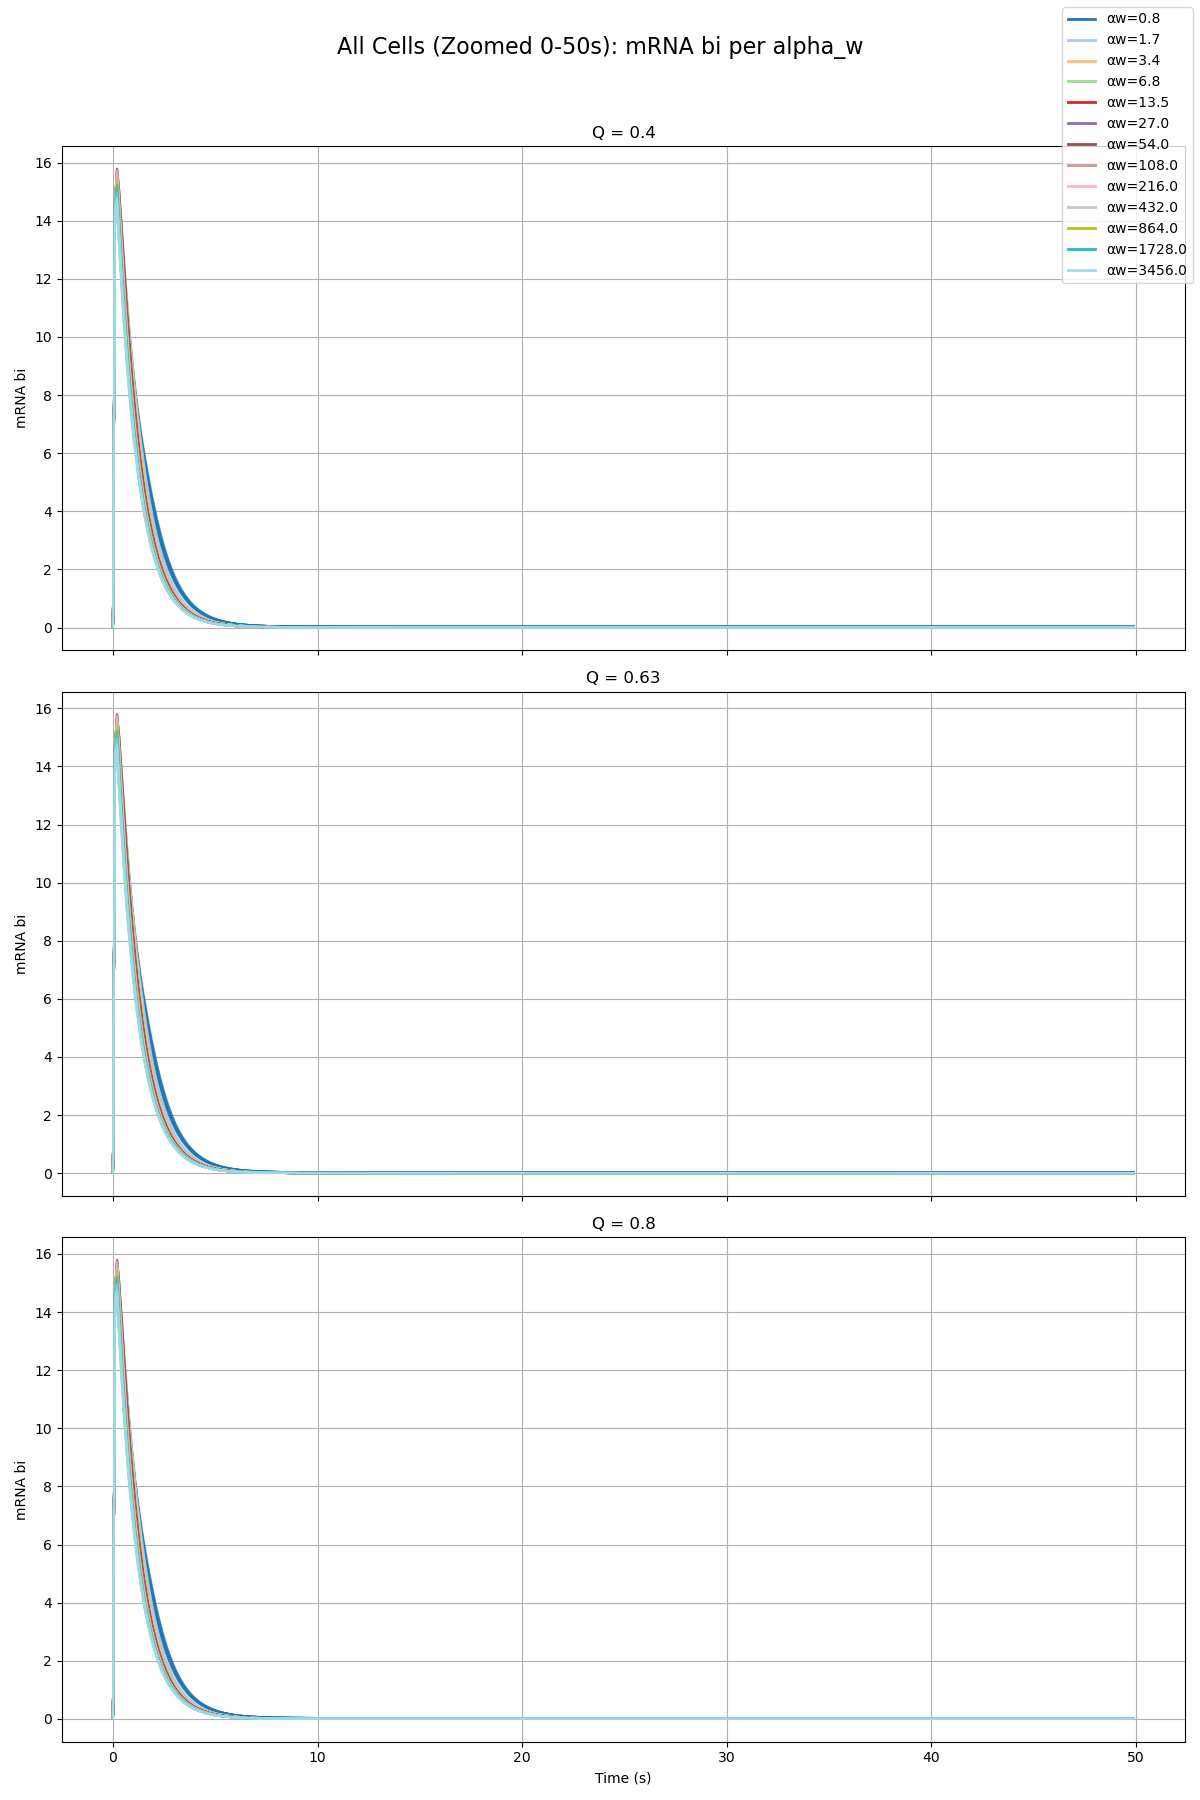 All Cells (Zoomed 0-50s): mRNA bi per alpha_w
αw=0.8
αw=1.7
αw=3.4
αw=6.8
αw=13.5
αw=27.0
αw=54.0
αw=108.0
αw=216.0
αw=432.0
αw=864.0
αw=1728.0
αw=3456.0
Q = 0.4
16
14
12
10
8
6
4
2
0
mRNA bi
Q = 0.63
16
14
12
10
8
6
4
2
0
mRNA bi
Q = 0.8
16
14
12
10
8
6
4
2
0
mRNA bi
0 10 20 30 40 50
Time (s)